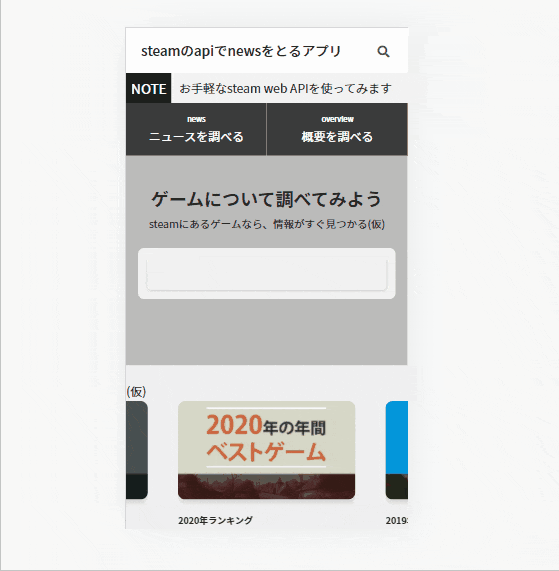 steamのapiでnewsをとるアプリ
NOTE お手軽なsteam web APIを使ってみます
news
ニュースを調べる
overview
概要を調べる
ゲームについて調べてみよう
steamにあるゲームなら、情報がすぐ見つかる(仮)
(仮)
2020年の年間
ベストゲーム
2020年ランキング
2019